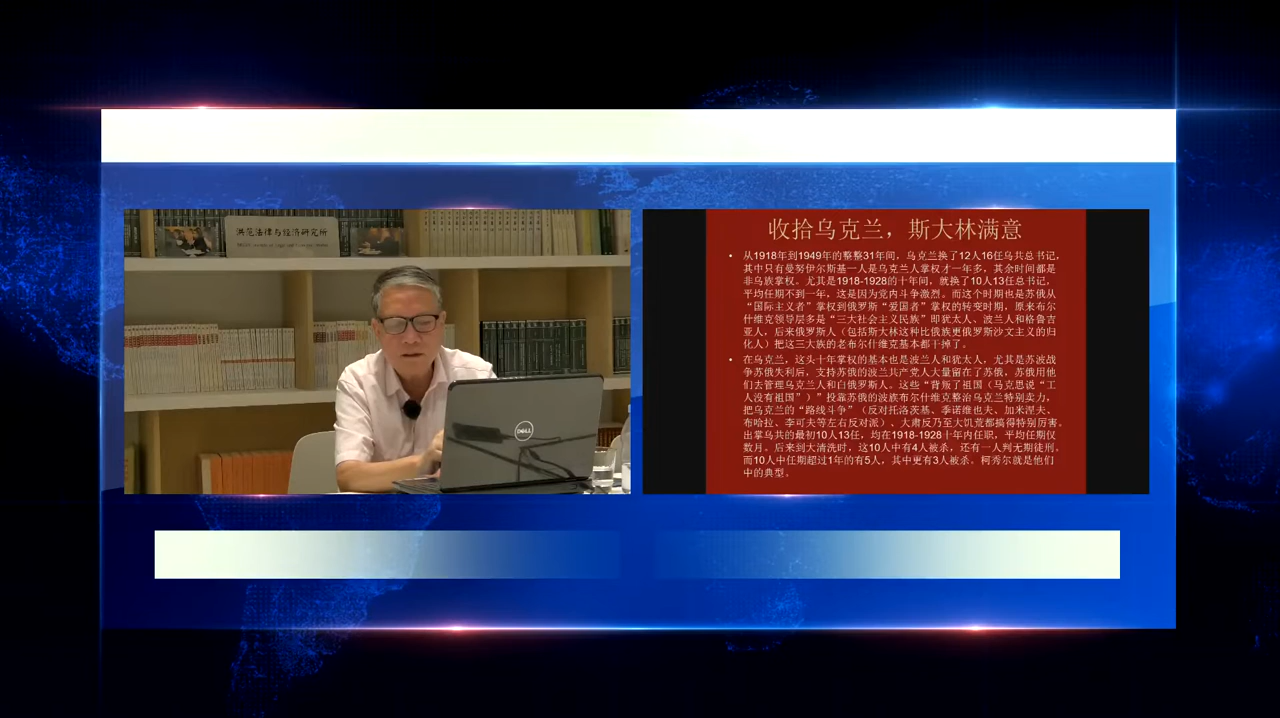 洪范法律与经济研究所
DELL
收拾乌克兰，斯大林满意
• 从1918年到1949年的整整31年间，乌克兰换了12人16任乌共总书记，
其中只有曼努伊尔斯基一人是乌克兰人掌权才一年多，其余时间都是
非乌族掌权。尤其是1918-1928的十年间，就换了10人13任总书记，
平均任期不到一年，这是因为党内斗争激烈。而这个时期也是苏俄从
“国际主义者”掌权到俄罗斯“爱国者”掌权的转变时期，原来布尔
什维克领导层多是“三大社会主义民族”即犹太人、波兰人和格鲁吉
亚人，后来俄罗斯人（包括斯大林这种比俄族更俄罗斯沙文主义的归
化人）把这三大族的老布尔什维克基本都干掉了。
• 在乌克兰，这头十年掌权的基本也是波兰人和犹太人，尤其是苏波战
争苏俄失利后，支持苏俄的波兰共产党人大量留在了苏俄，苏俄用他
们去管理乌克兰人和白俄罗斯人。这些“背叛了祖国（马克思说“工
人没有祖国”）”投靠苏俄的波族布尔什维克整治乌克兰特别卖力，
把乌克兰的“路线斗争”（反对托洛茨基、季诺维也夫、加米涅夫、
布哈拉、李可夫等左右反对派）、大肃反乃至大饥荒都搞得特别厉害。
出掌乌共的最初10人13任，均在1918-1928十年内任职，平均任期仅
数月。后来到大清洗时，这10人中有4人被杀，还有一人判无期徒刑。
而10人中任期超过1年的有5人，其中更有3人被杀。柯秀尔就是他们
中的典型。